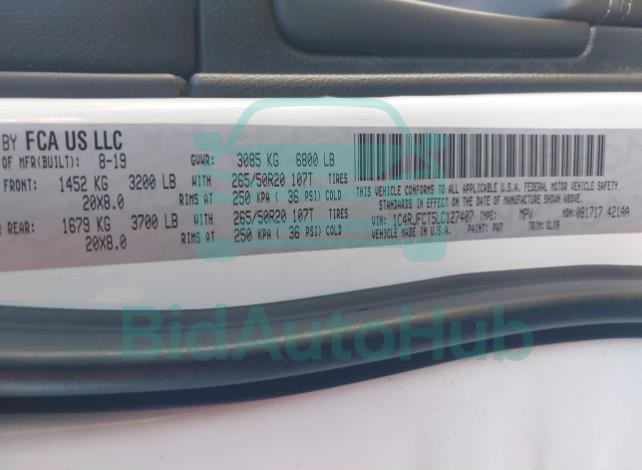 BY FCA US LLC
OF MFR(BUILT): 8-19 GVWR: 3085 KG 6800 LB
FRONT: 1452 KG 3200 LB WITH 265/50R20 107T TIRES
20X8.0 RIMS AT 250 KPA ( 36 PSI) COLD
REAR: 1679 KG 3700 LB WITH 265/50R20 107T TIRES
20X8.0 RIMS AT 250 KPA ( 36 PSI) COLD
THIS VEHICLE CONFORMS TO ALL APPLICABLE U.S.A. FEDERAL MOTOR VEHICLE SAFETY
STANDARDS IN EFFECT ON THE DATE OF MANUFACTURE SHOWN ABOVE.
VIN: 1C4RJFCT5LC127407 TYPE: MPV MDH: 081717 421AA
VEHICLE MADE IN U.S.A. PAINT: PW7 TRIM:
BidAutoHub